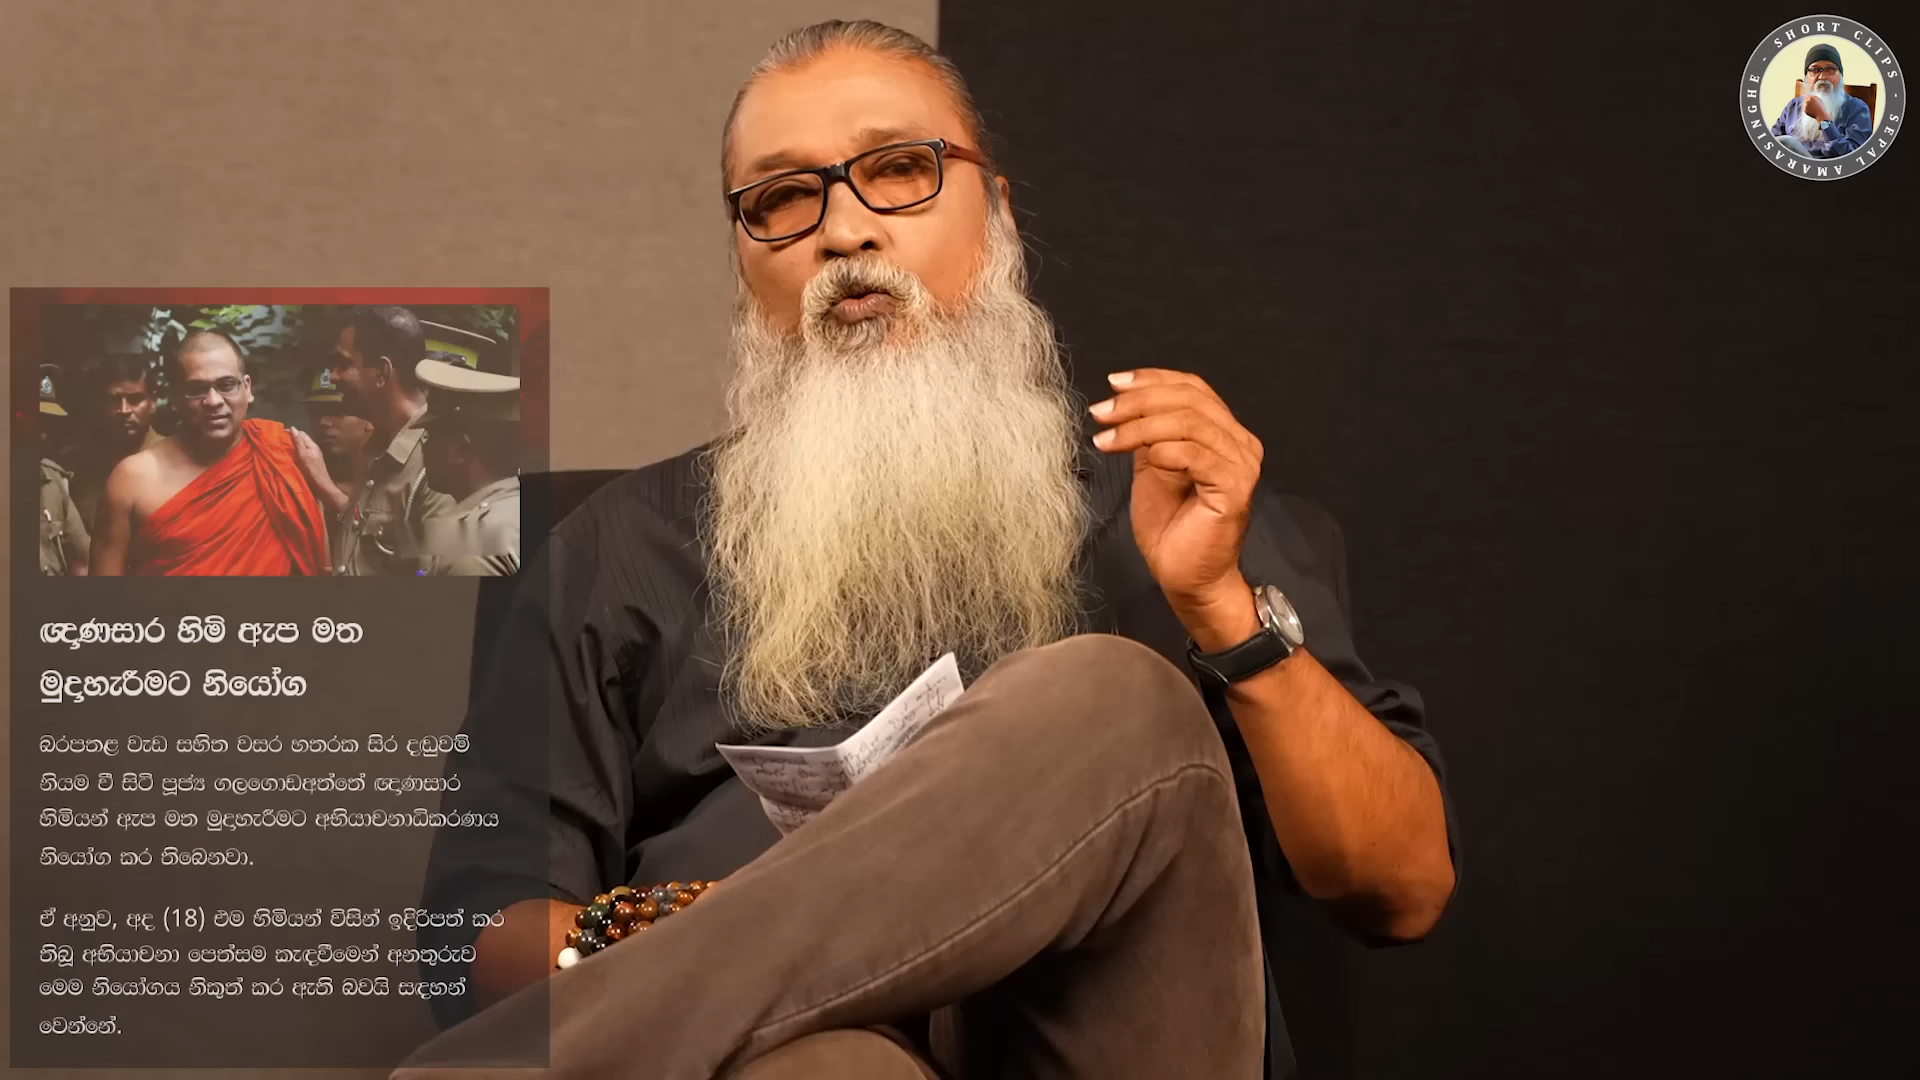 ඥානසාර හිමි ඇප මත
මුදාහැරීමට නියෝග
බරපතළ වැඩ සහිත වසර හතරක සිර දඬුවම්
නියම වී සිටි පූජ්‍ය ගලගොඩඅත්තේ ඥානසාර
හිමියන් ඇප මත මුදාහැරීමට අභියාචනාධිකරණය
නියෝග කර තිබෙනවා.
ඒ අනුව, අද (18) එම හිමියන් විසින් ඉදිරිපත් කර
තිබූ අභියාචනා පෙත්සම කැඳවීමෙන් අනතුරුව
මෙම නියෝගය නිකුත් කර ඇති බවයි සඳහන්
වෙන්නේ.
SHORT CLIPS - SEPAL AMARASINGHE -